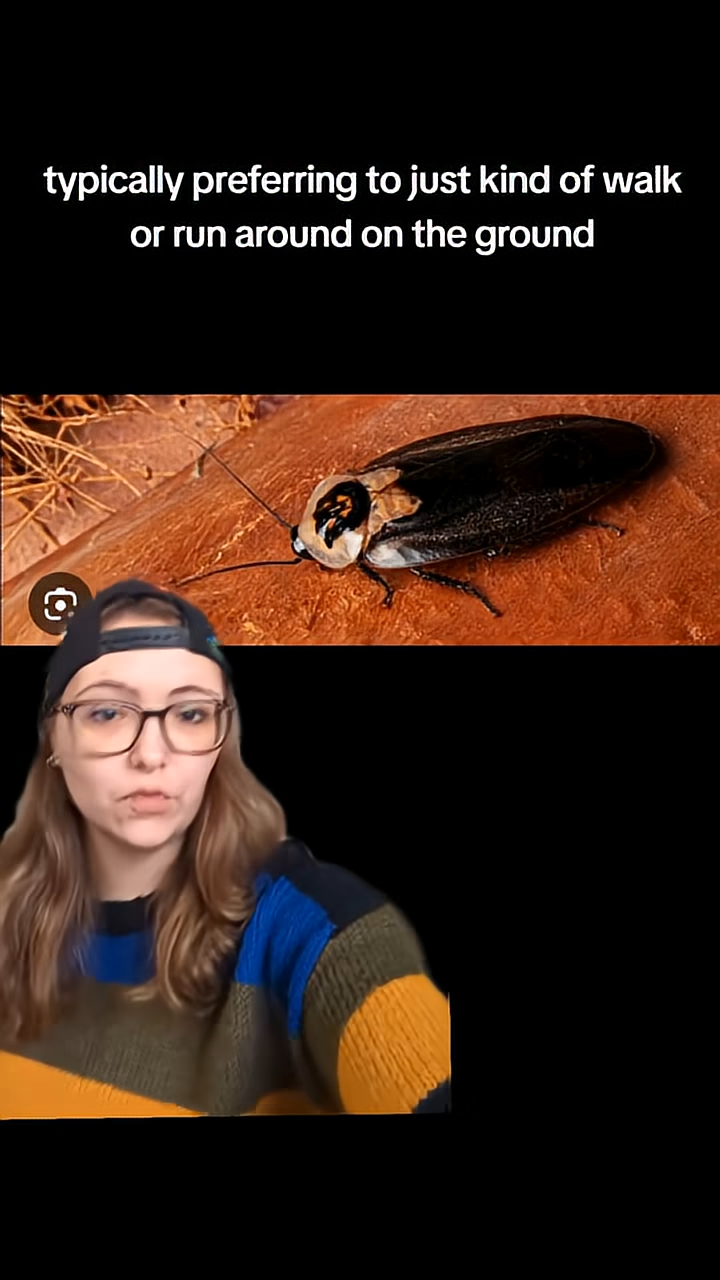 typically preferring to just kind of walk
or run around on the ground